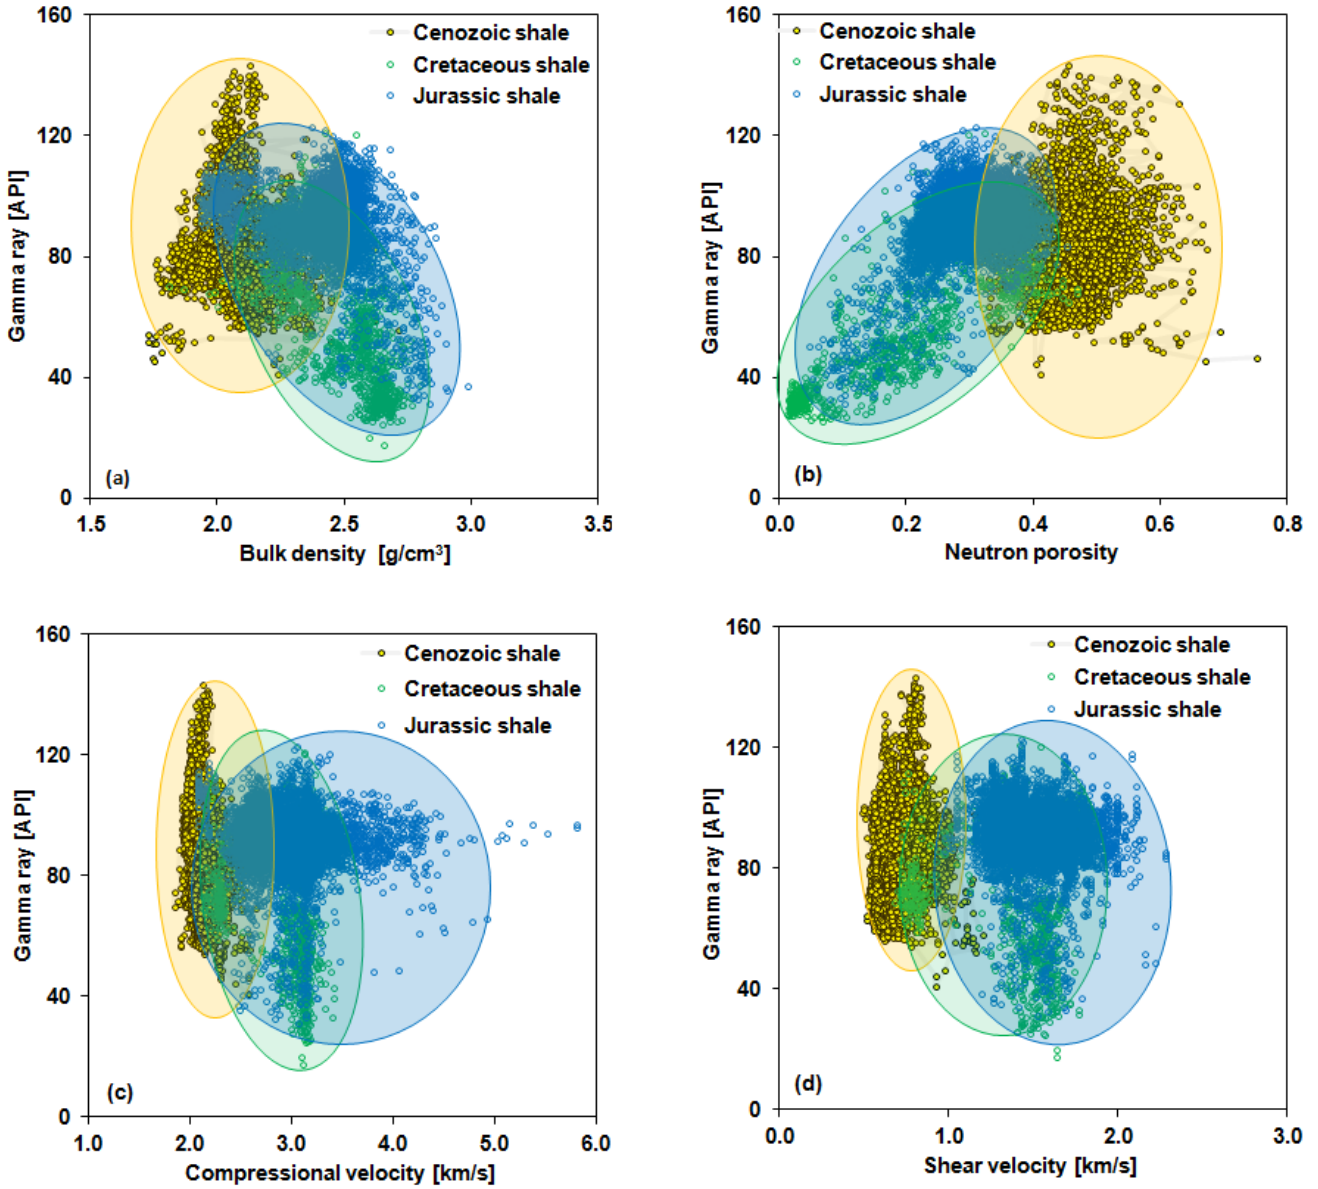 160
120
80
40
0
Gamma ray [API]
Cenozoic shale
Cretaceous shale
Jurassic shale
(a)
1.5 2.0 2.5 3.0 3.5
Bulk density [g/cm³]
160
120
80
40
0
Gamma ray [API]
Cenozoic shale
Cretaceous shale
Jurassic shale
(b)
0.0 0.2 0.4 0.6 0.8
Neutron porosity
160
120
80
40
0
Gamma ray [API]
Cenozoic shale
Cretaceous shale
Jurassic shale
(c)
1.0 2.0 3.0 4.0 5.0 6.0
Compressional velocity [km/s]
160
120
80
40
0
Gamma ray [API]
Cenozoic shale
Cretaceous shale
Jurassic shale
(d)
0.0 1.0 2.0 3.0
Shear velocity [km/s]